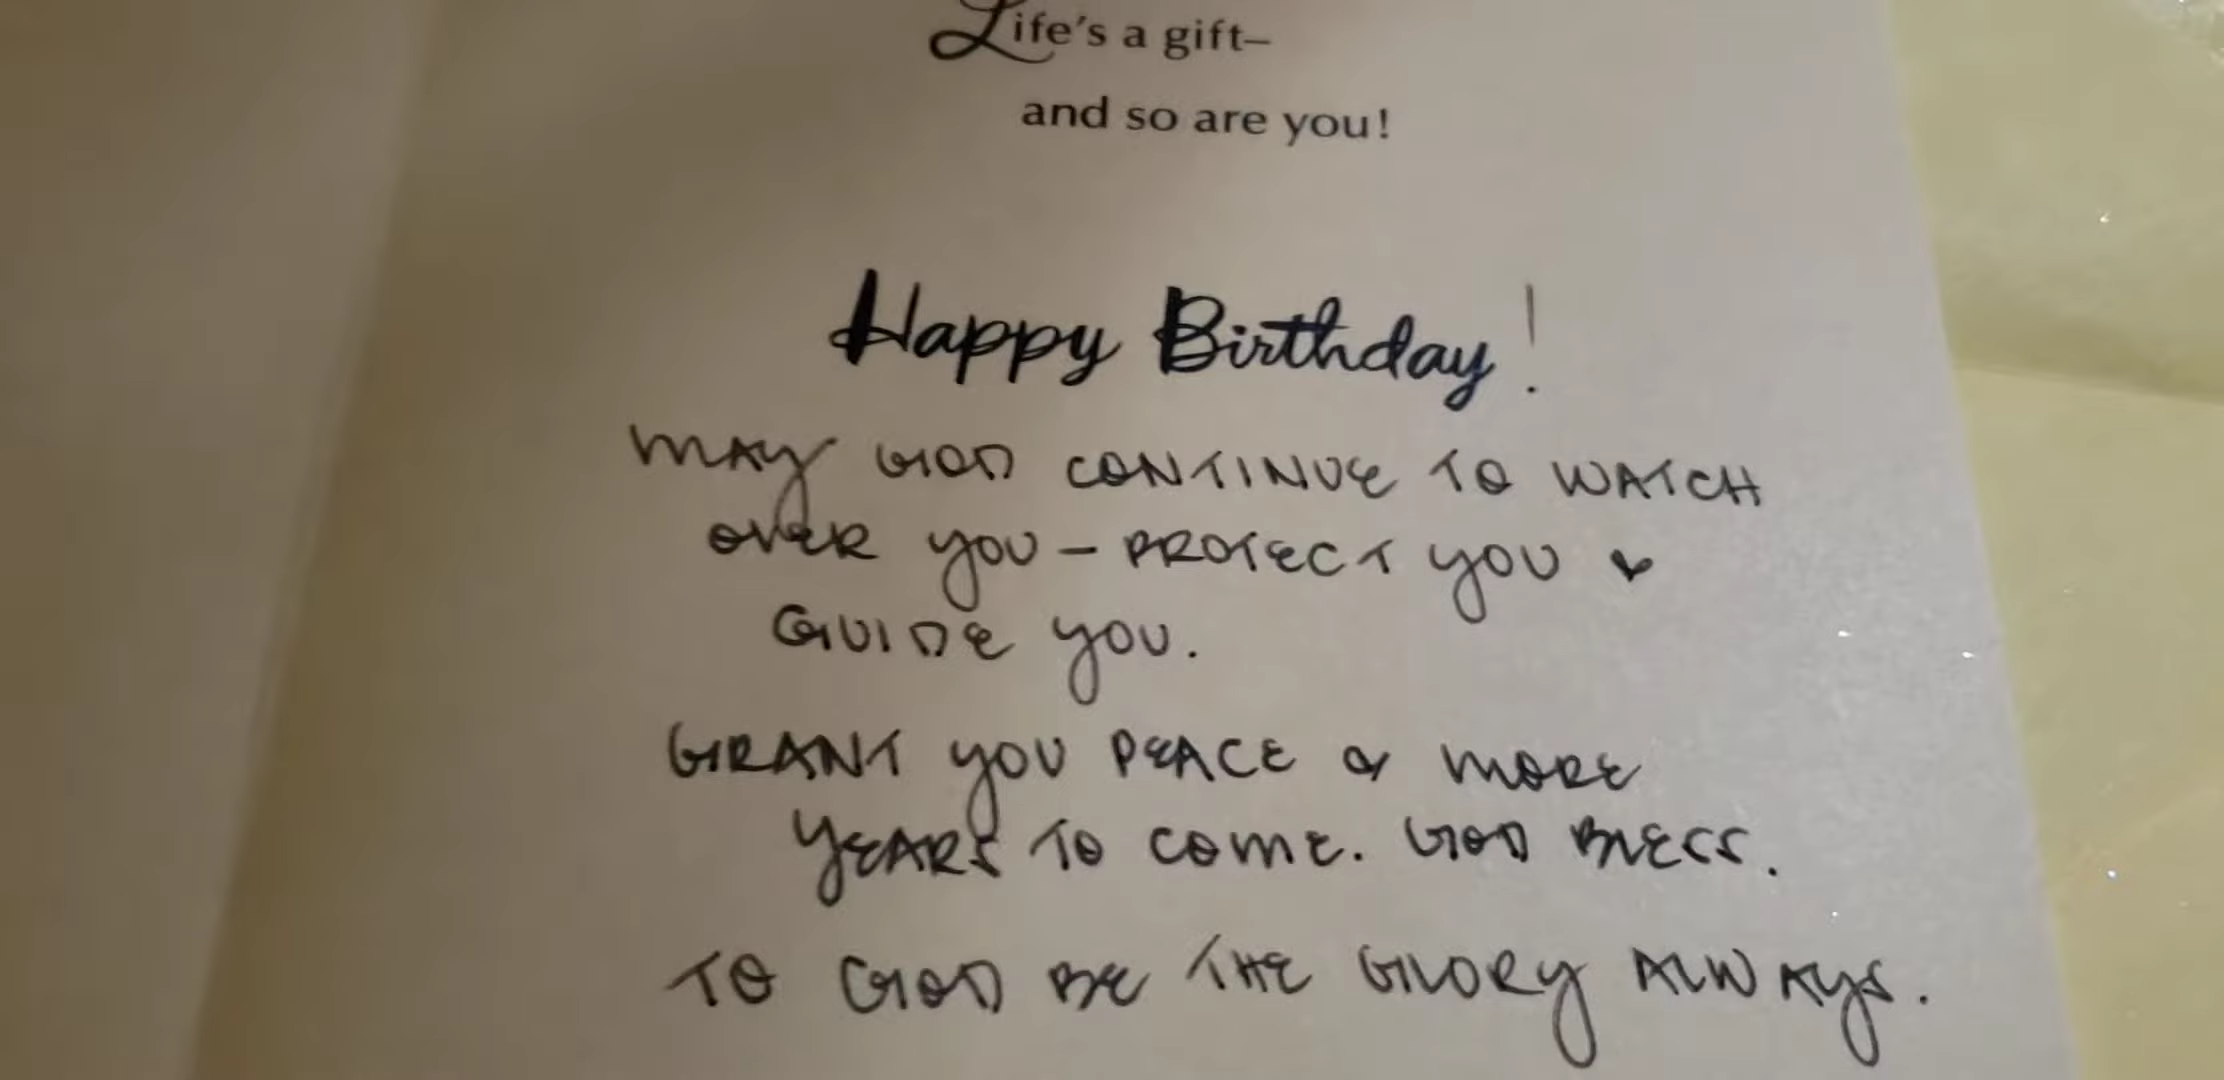 Life's a gift–
and so are you!
Happy Birthday!
MAY GOD CONTINUE TO WATCH
OVER YOU – PROTECT YOU &
GUIDE YOU.
GRANT YOU PEACE & MORE
YEARS TO COME. GOD BLESS.
TO GOD BE THE GLORY ALWAYS.